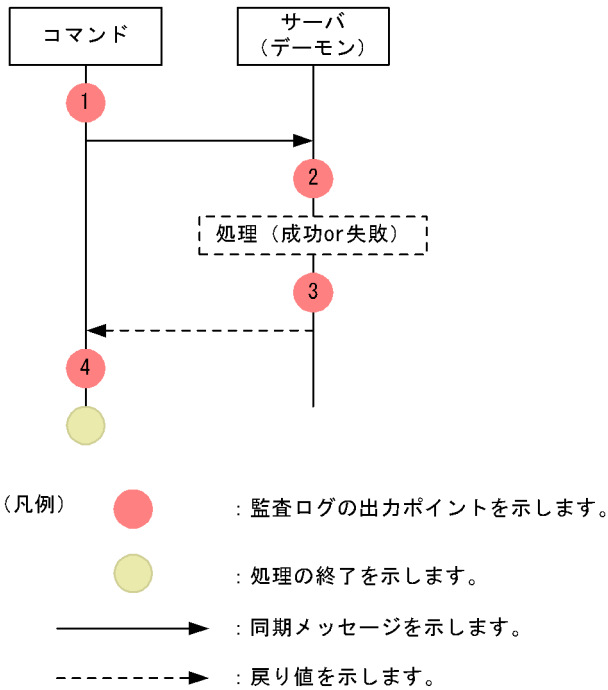 コマンド
サーバ
(デーモン)
1
2
処理(成功or失敗)
3
4
(凡例)
:監査ログの出力ポイントを示します。
:処理の終了を示します。
:同期メッセージを示します。
:戻り値を示します。